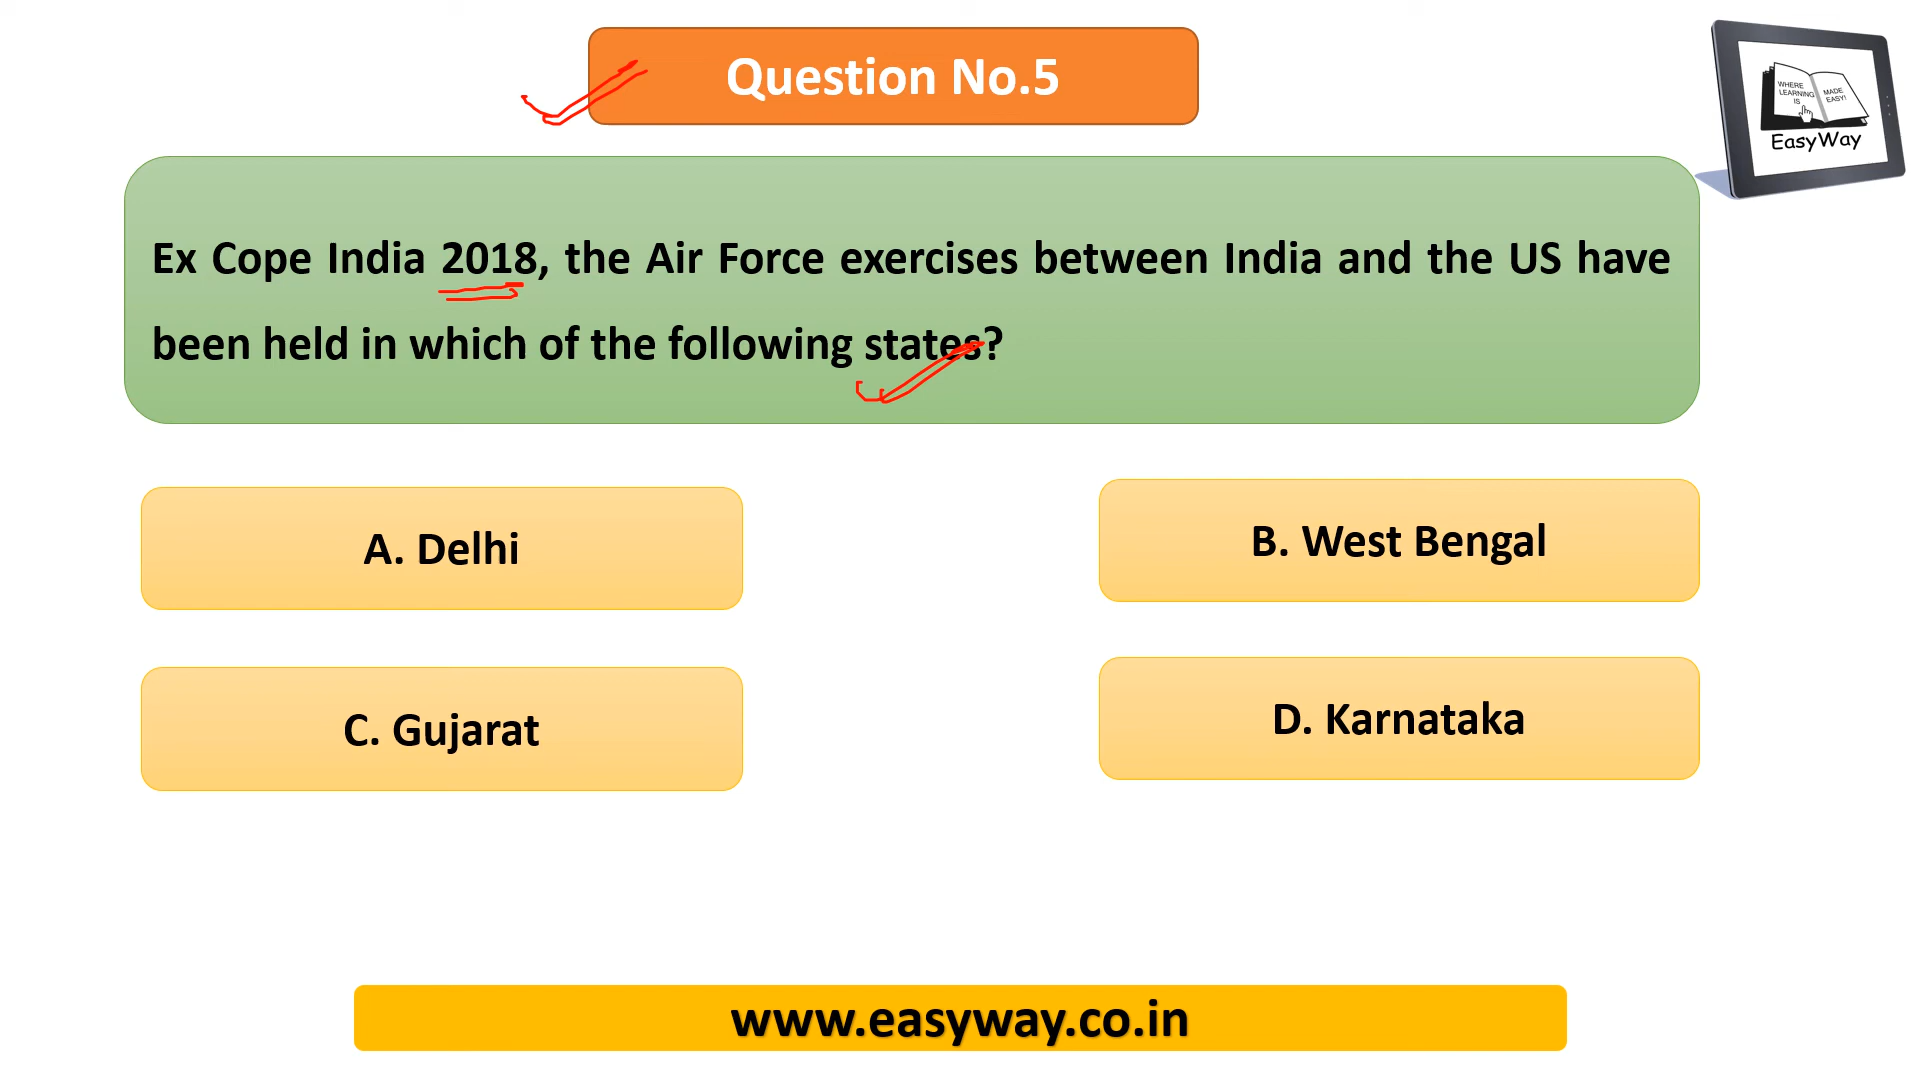 Question No.5
WHERE
LEARNING
IS
MADE
EASY!
EasyWay
Ex Cope India 2018, the Air Force exercises between India and the US have
been held in which of the following states?
A. Delhi
B. West Bengal
C. Gujarat
D. Karnataka
www.easyway.co.in